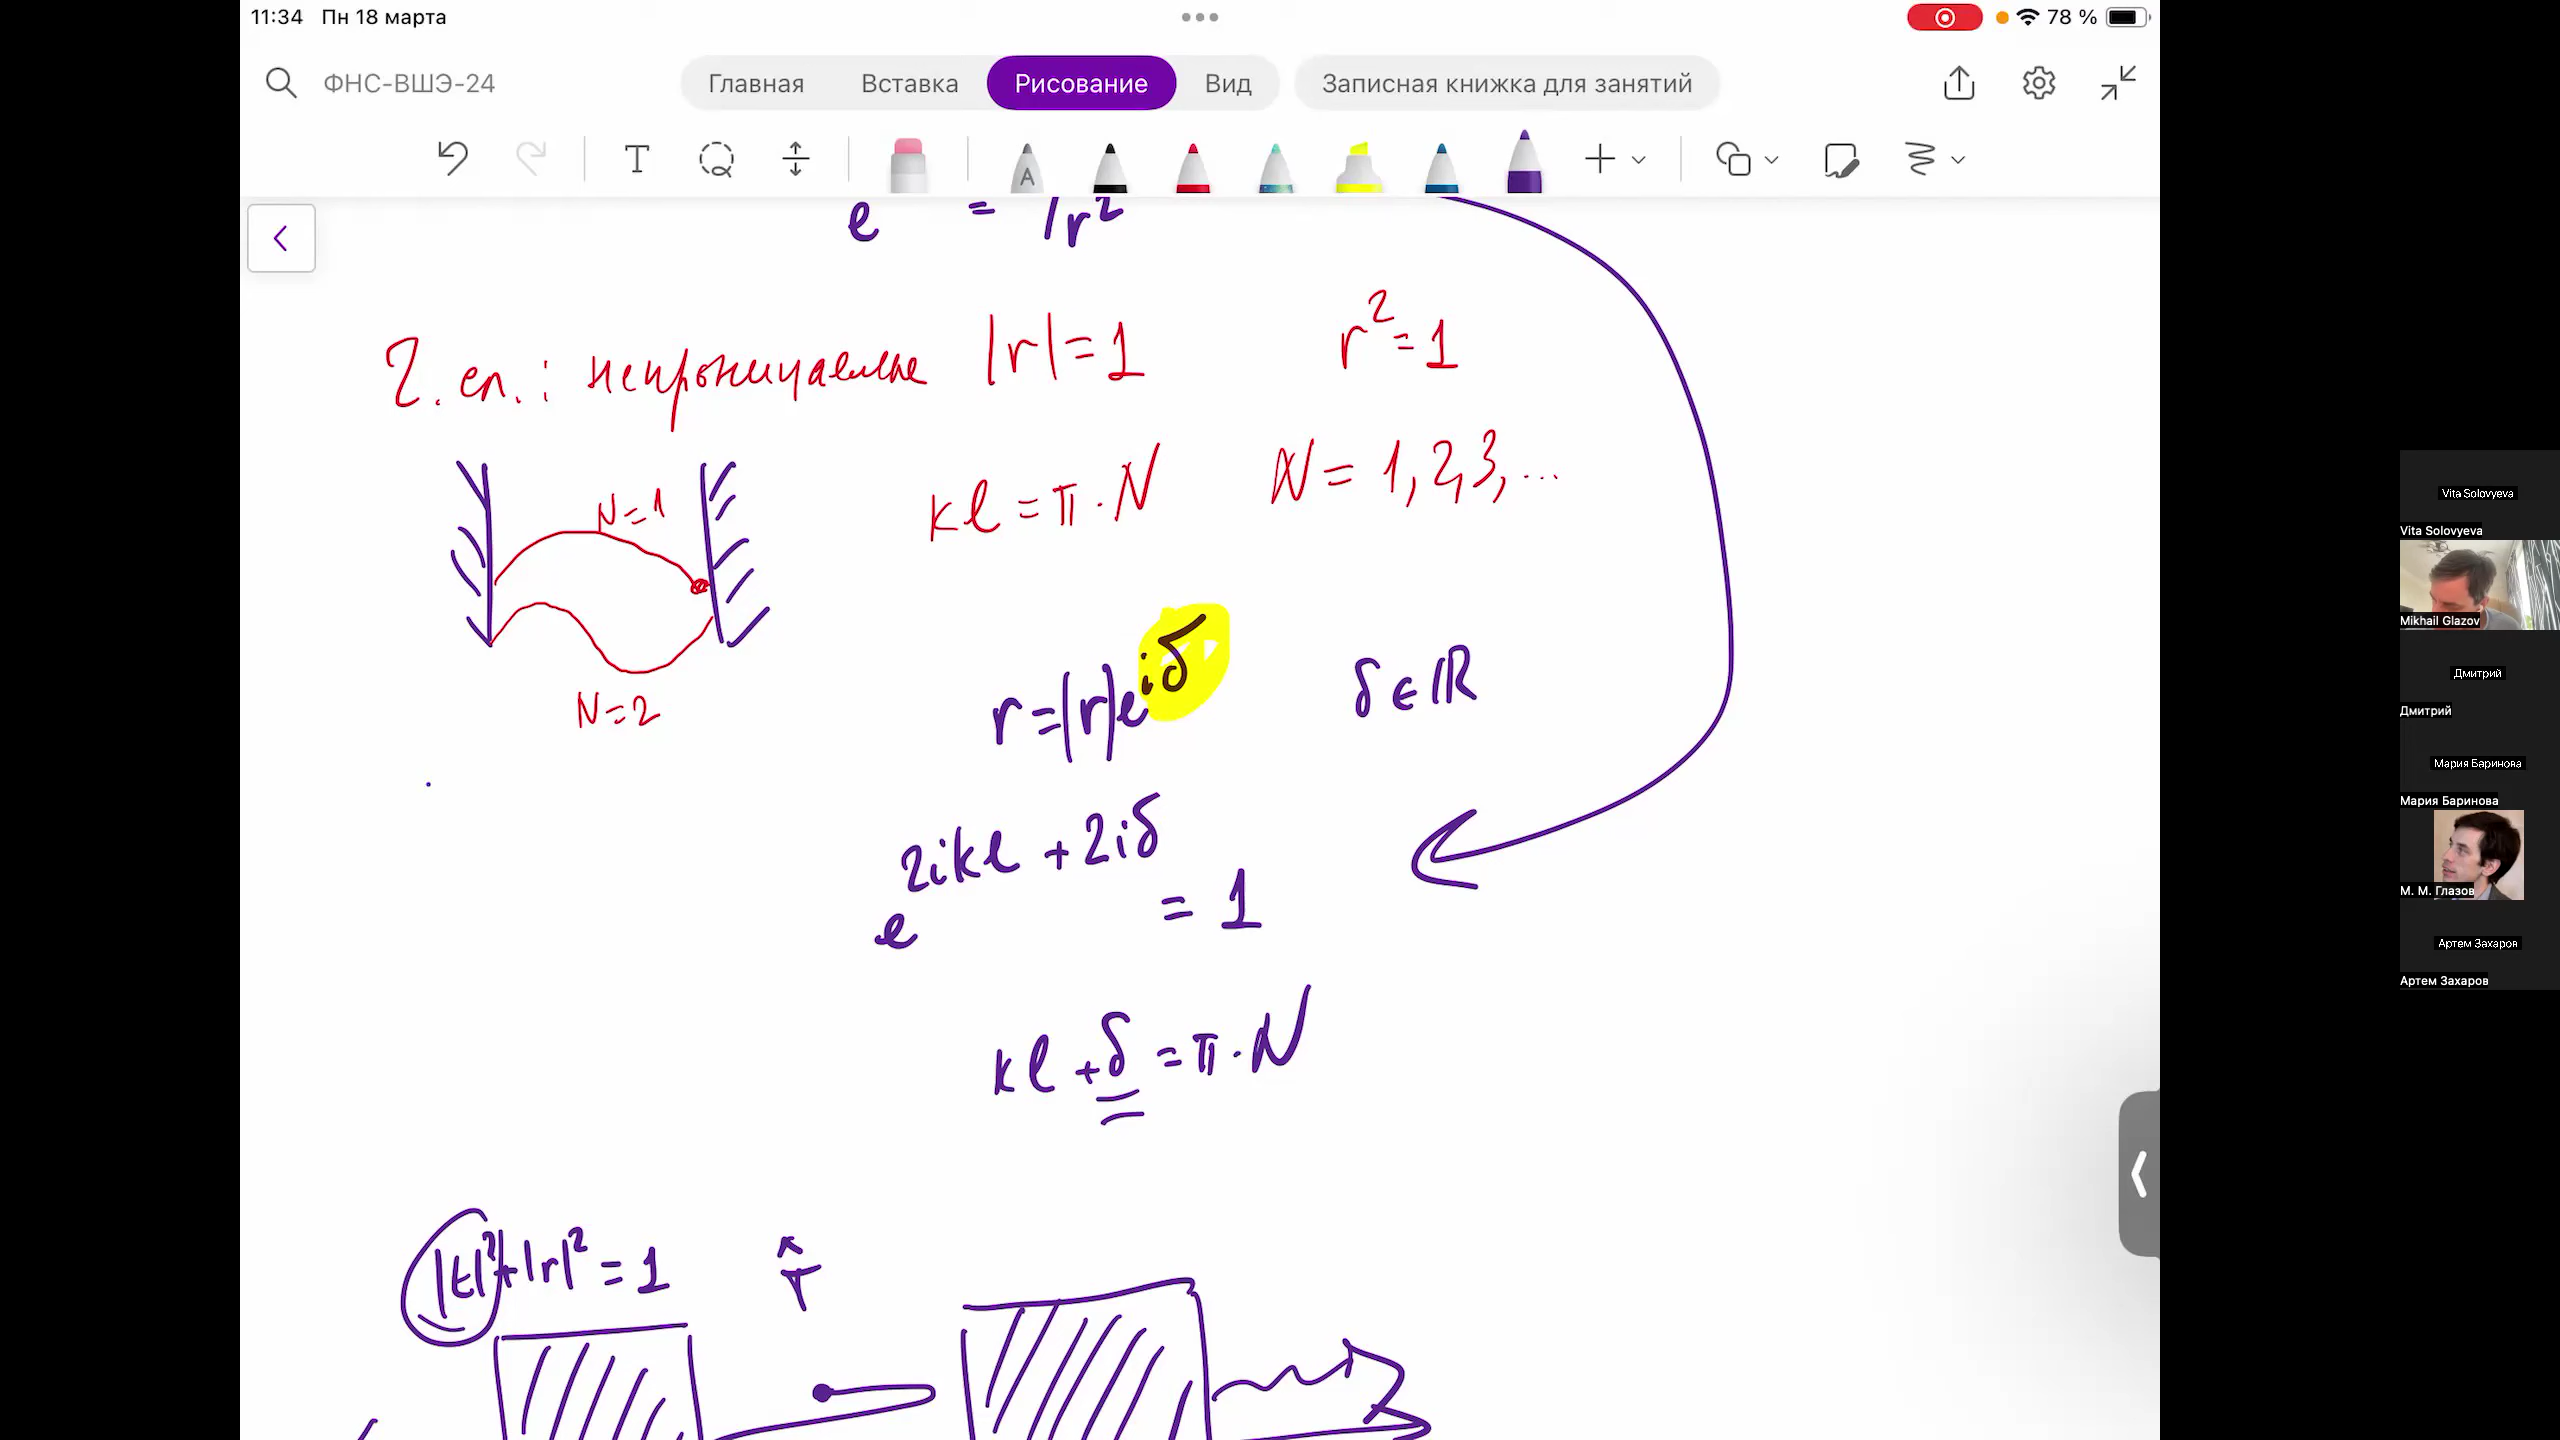 11:34 Пн 18 марта
78 %
ФНС-ВШЭ-24
Главная Вставка Рисование Вид Записная книжка для занятий
T A
e = 1/r²
Ч. сл.: непроницаемые |r|=1 r²=1
kl = π·N N = 1, 2, 3, ...
N=1
N=2
r = |r|e^{iδ} δ ∈ ℝ
e^{2ikl + 2iδ} = 1
kl + δ = π·N
|t|² + |r|² = 1 T̂
Vita Solovyeva
Vita Solovyeva
Mikhail Glazov
Дмитрий
Дмитрий
Мария Баринова
Мария Баринова
М. М. Глазов
Артем Захаров
Артем Захаров